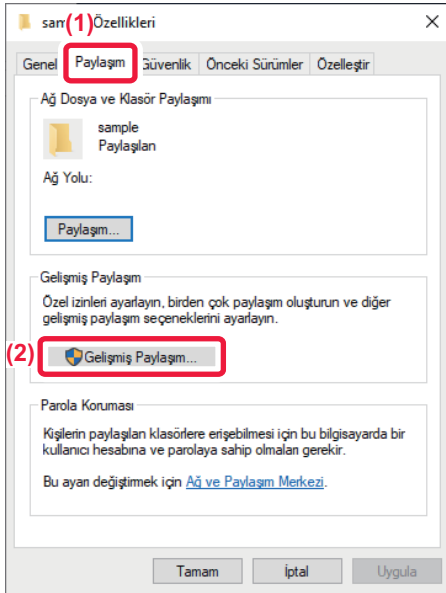 (1)
sam Özellikleri
Genel Paylaşım Güvenlik Önceki Sürümler Özelleştir
Ağ Dosya ve Klasör Paylaşımı
sample
Paylaşılan
Ağ Yolu:
Paylaşım...
Gelişmiş Paylaşım
Özel izinleri ayarlayın, birden çok paylaşım oluşturun ve diğer
gelişmiş paylaşım seçeneklerini ayarlayın.
(2)
Gelişmiş Paylaşım...
Parola Koruması
Kişilerin paylaşılan klasörlere erişebilmesi için bu bilgisayarda bir
kullanıcı hesabına ve parolaya sahip olmaları gerekir.
Bu ayarı değiştirmek için Ağ ve Paylaşım Merkezi.
Tamam İptal Uygula